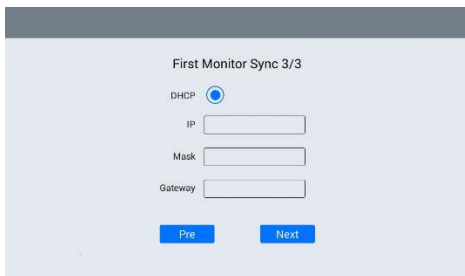 First Monitor Sync 3/3
DHCP
IP
Mask
Gateway
Pre Next